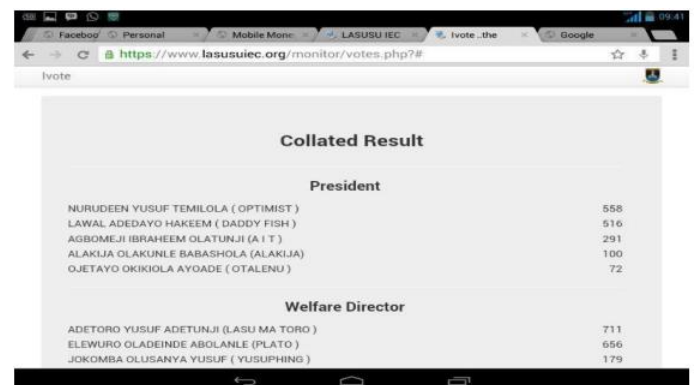 09:41
Faceboo
Personal
Mobile Mone
LASUSU IEC
Ivote ..the
Google
https://www.lasusuiec.org/monitor/votes.php?#
Ivote
Collated Result
President
NURUDEEN YUSUF TEMILOLA ( OPTIMIST ) 558
LAWAL ADEDAYO HAKEEM ( DADDY FISH ) 516
AGBOMEJI IBRAHEEM OLATUNJI (A I T ) 291
ALAKIJA OLAKUNLE BABASHOLA (ALAKIJA) 100
OJETAYO OKIKIOLA AYOADE ( OTALENU ) 72
Welfare Director
ADETORO YUSUF ADETUNJI (LASU MA TORO ) 711
ELEWURO OLADEINDE ABOLANLE (PLATO ) 656
JOKOMBA OLUSANYA YUSUF ( YUSUPHING ) 179